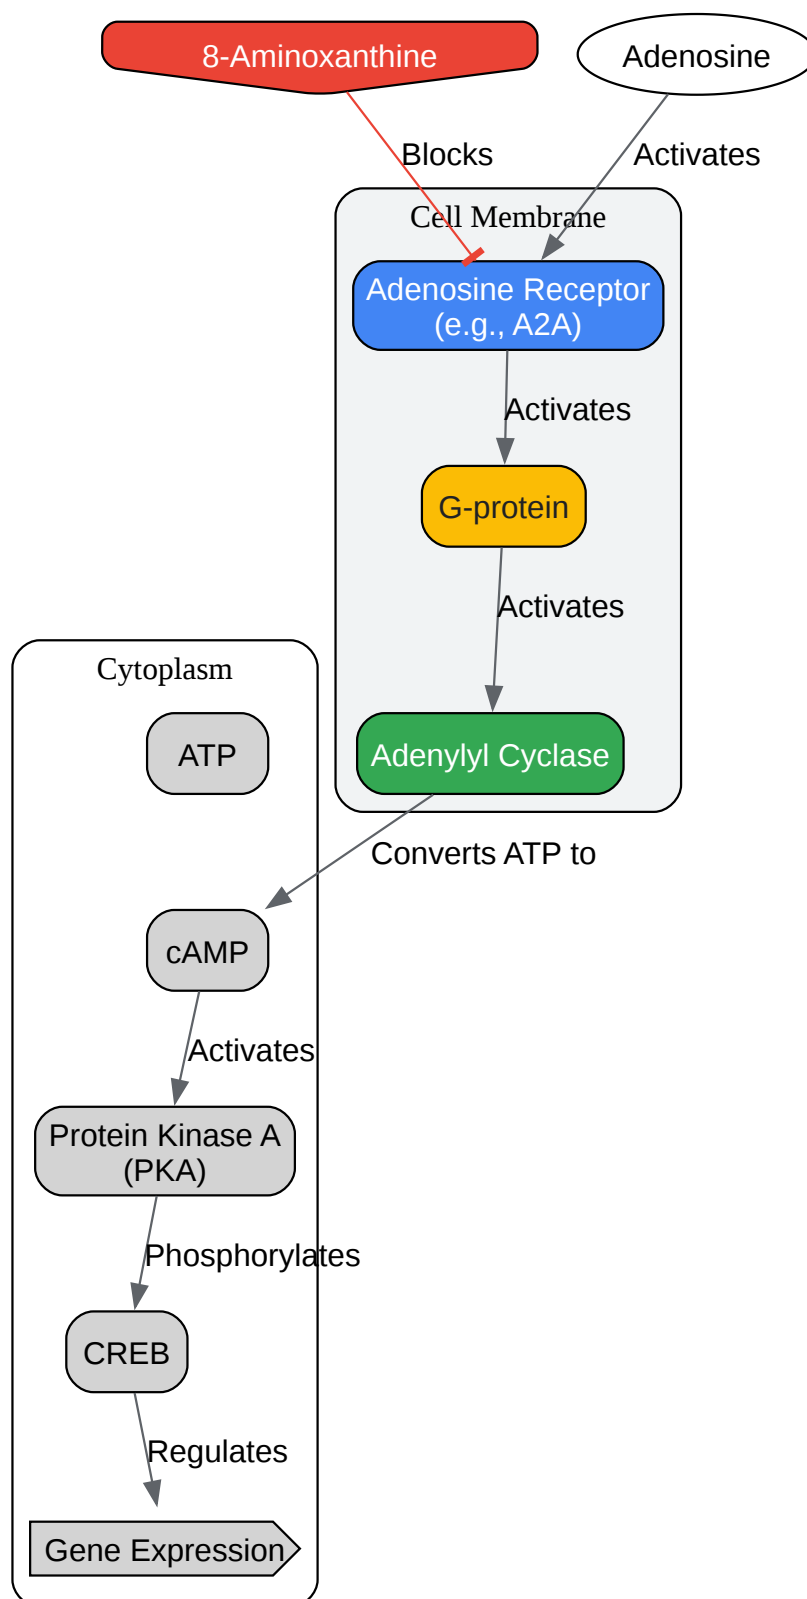 8-Aminoxanthine
Adenosine
Blocks
Activates
Cell Membrane
Adenosine Receptor
(e.g., A2A)
Activates
G-protein
Activates
Cytoplasm
ATP
Adenylyl Cyclase
Converts ATP to
cAMP
Activates
Protein Kinase A
(PKA)
Phosphorylates
CREB
Regulates
Gene Expression